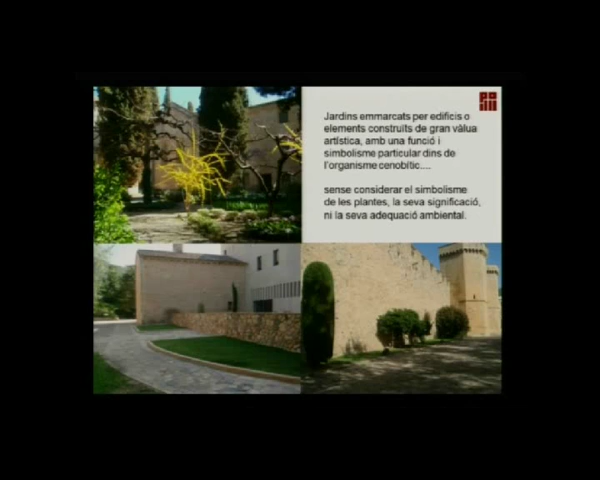 Jardins emmarcats per edificis o
elements construïts de gran vàlua
artística, amb una funció i
simbolisme particular dins de
l'organisme cenobític....
sense considerar el simbolisme
de les plantes, la seva significació,
ni la seva adequació ambiental.